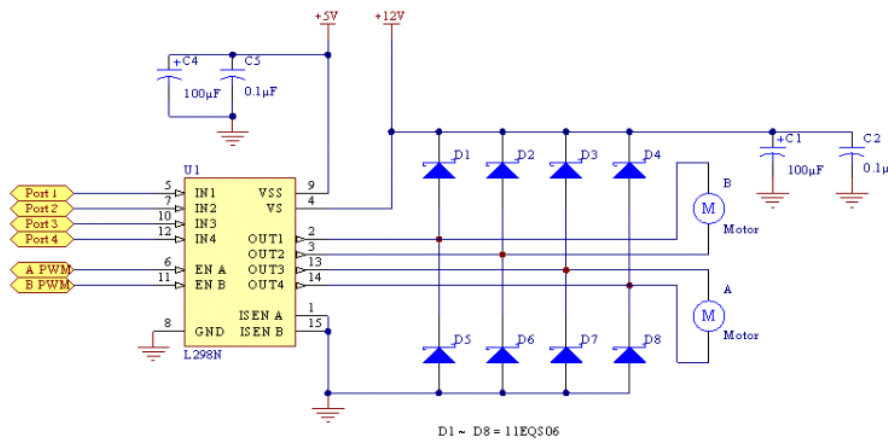 +5V
+12V
C4
100µF
C5
0.1µF
D1
D2
D3
D4
C1
100µF
C2
0.1µ
U1
Port 1
5
IN1
VSS
9
Port 2
7
IN2
VS
4
Port 3
10
IN3
Port 4
12
IN4
OUT1
2
OUT2
3
A PWM
6
EN A
OUT3
13
B PWM
11
EN B
OUT4
14
ISEN A
1
8
GND
ISEN B
15
L298N
B
M
Motor
A
M
Motor
D5
D6
D7
D8
D1 ~ D8 = 11EQS06